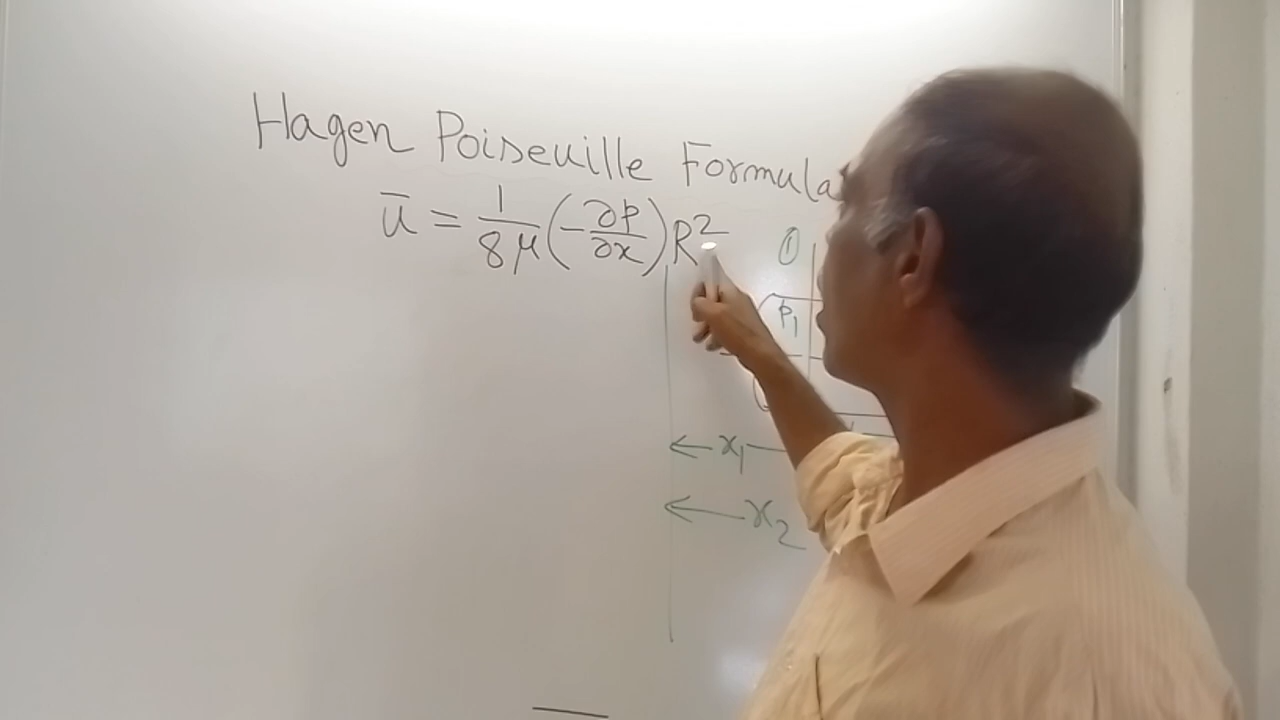 Hagen Poiseuille Formula
ū = 1/8μ (-∂p/∂x) R²
①
p₁
← x₁
← x₂